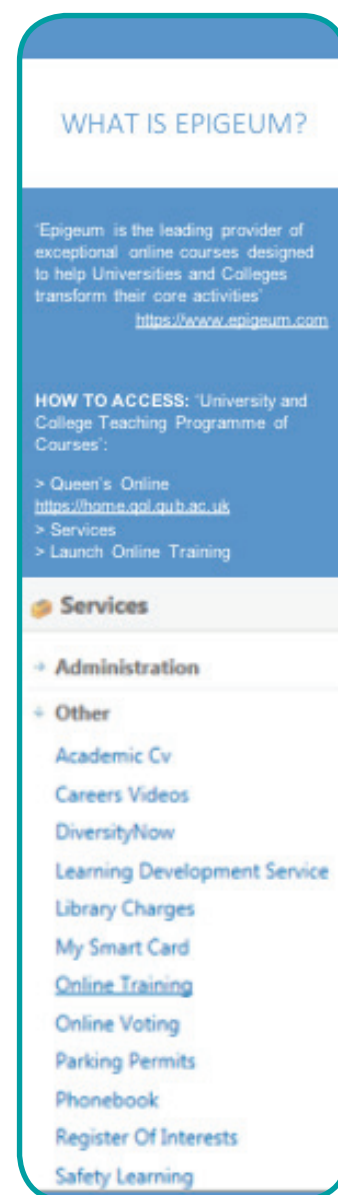 WHAT IS EPIGEUM?
'Epigeum is the leading provider of
exceptional online courses designed
to help Universities and Colleges
transform their core activities'
https://www.epigeum.com
HOW TO ACCESS: 'University and
College Teaching Programme of
Courses':
> Queen's Online
https://home.qol.qub.ac.uk
> Services
> Launch Online Training
Services
Administration
Other
Academic Cv
Careers Videos
DiversityNow
Learning Development Service
Library Charges
My Smart Card
Online Training
Online Voting
Parking Permits
Phonebook
Register Of Interests
Safety Learning